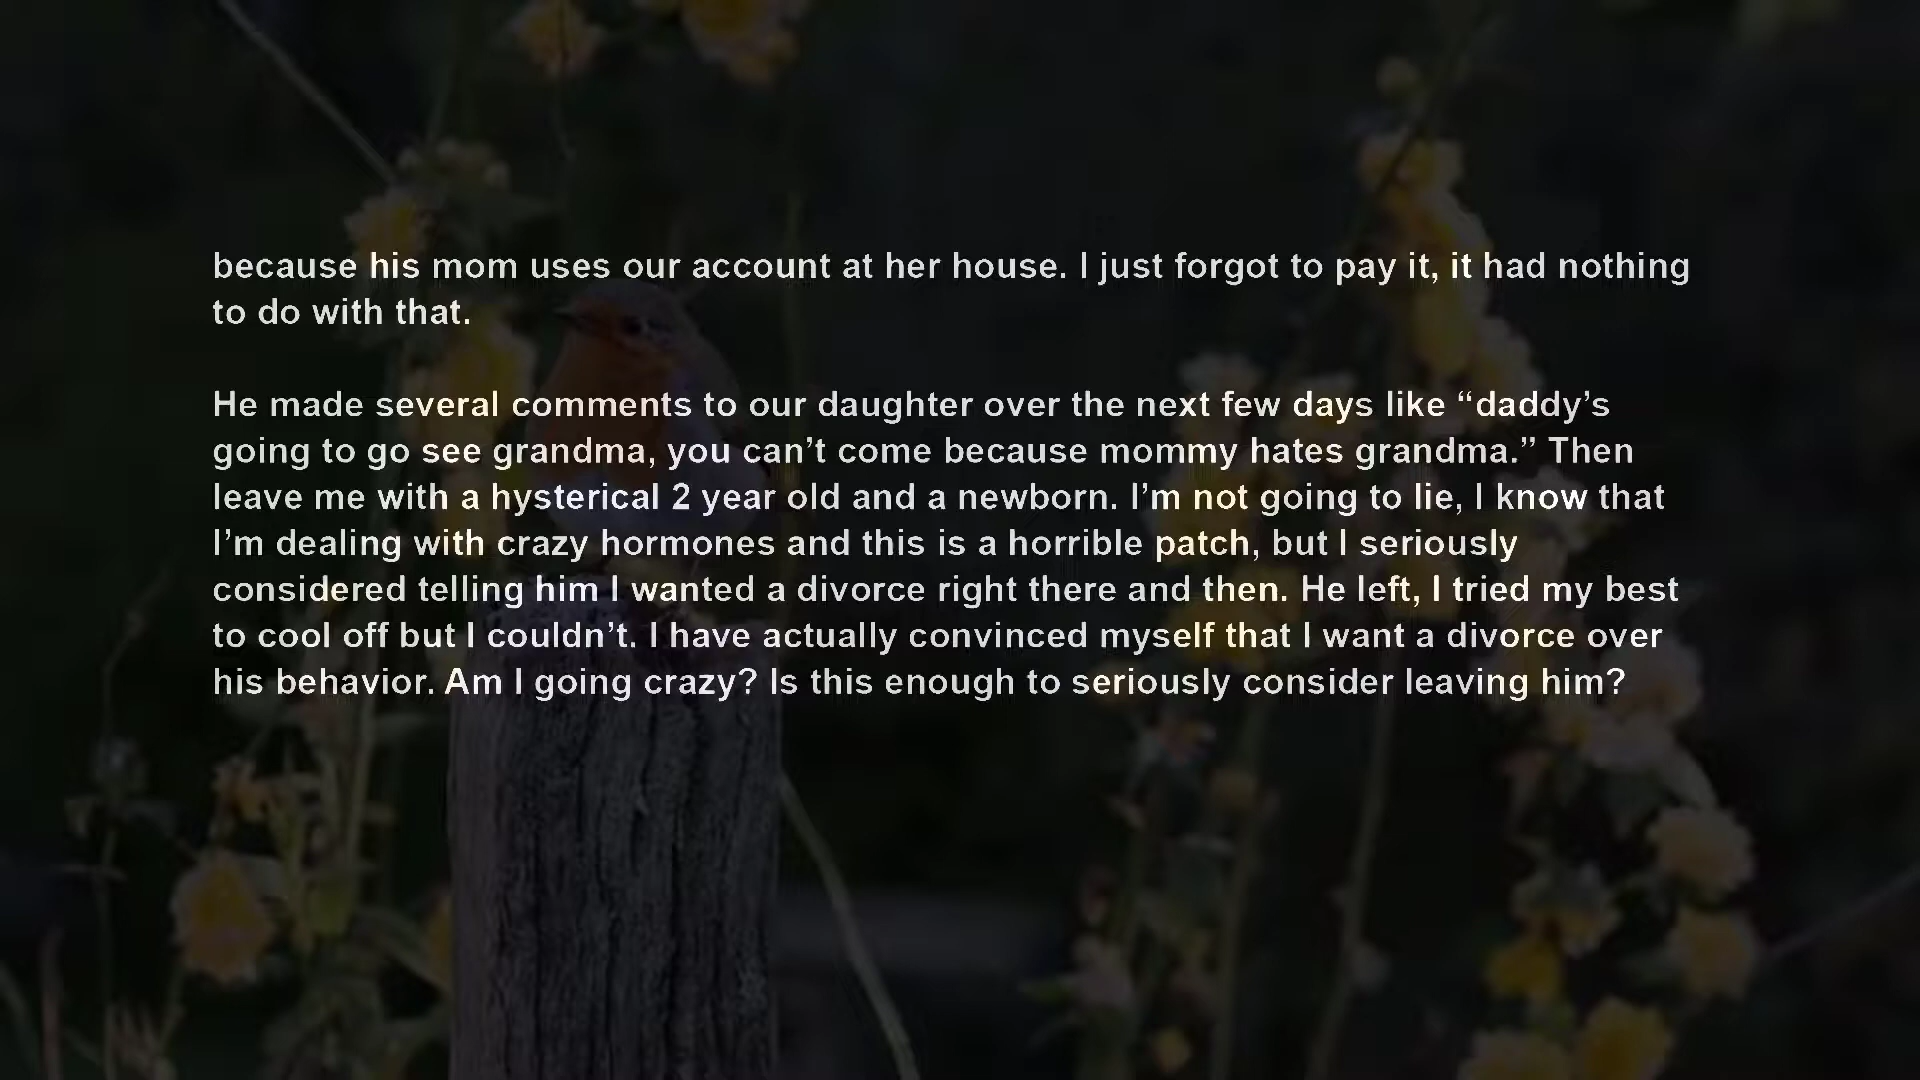 because his mom uses our account at her house. I just forgot to pay it, it had nothing
to do with that.
He made several comments to our daughter over the next few days like “daddy’s
going to go see grandma, you can’t come because mommy hates grandma.” Then
leave me with a hysterical 2 year old and a newborn. I’m not going to lie, I know that
I’m dealing with crazy hormones and this is a horrible patch, but I seriously
considered telling him I wanted a divorce right there and then. He left, I tried my best
to cool off but I couldn’t. I have actually convinced myself that I want a divorce over
his behavior. Am I going crazy? Is this enough to seriously consider leaving him?